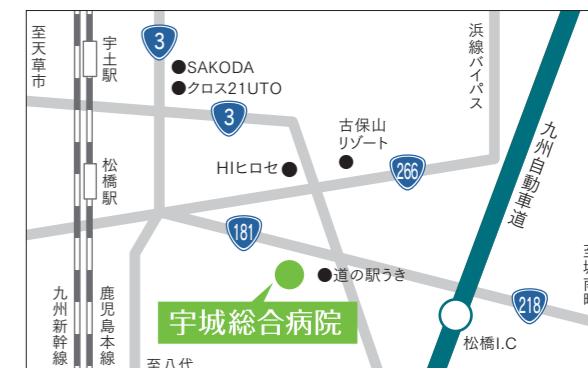 至天草市
宇土駅
3
SAKODA
クロス21UTO
3
浜線バイパス
古保山
リゾート
HIヒロセ
266
九州自動車道
松橋駅
181
道の駅うき
宇城総合病院
218
松橋I.C
九州新幹線
鹿児島本線
至八代